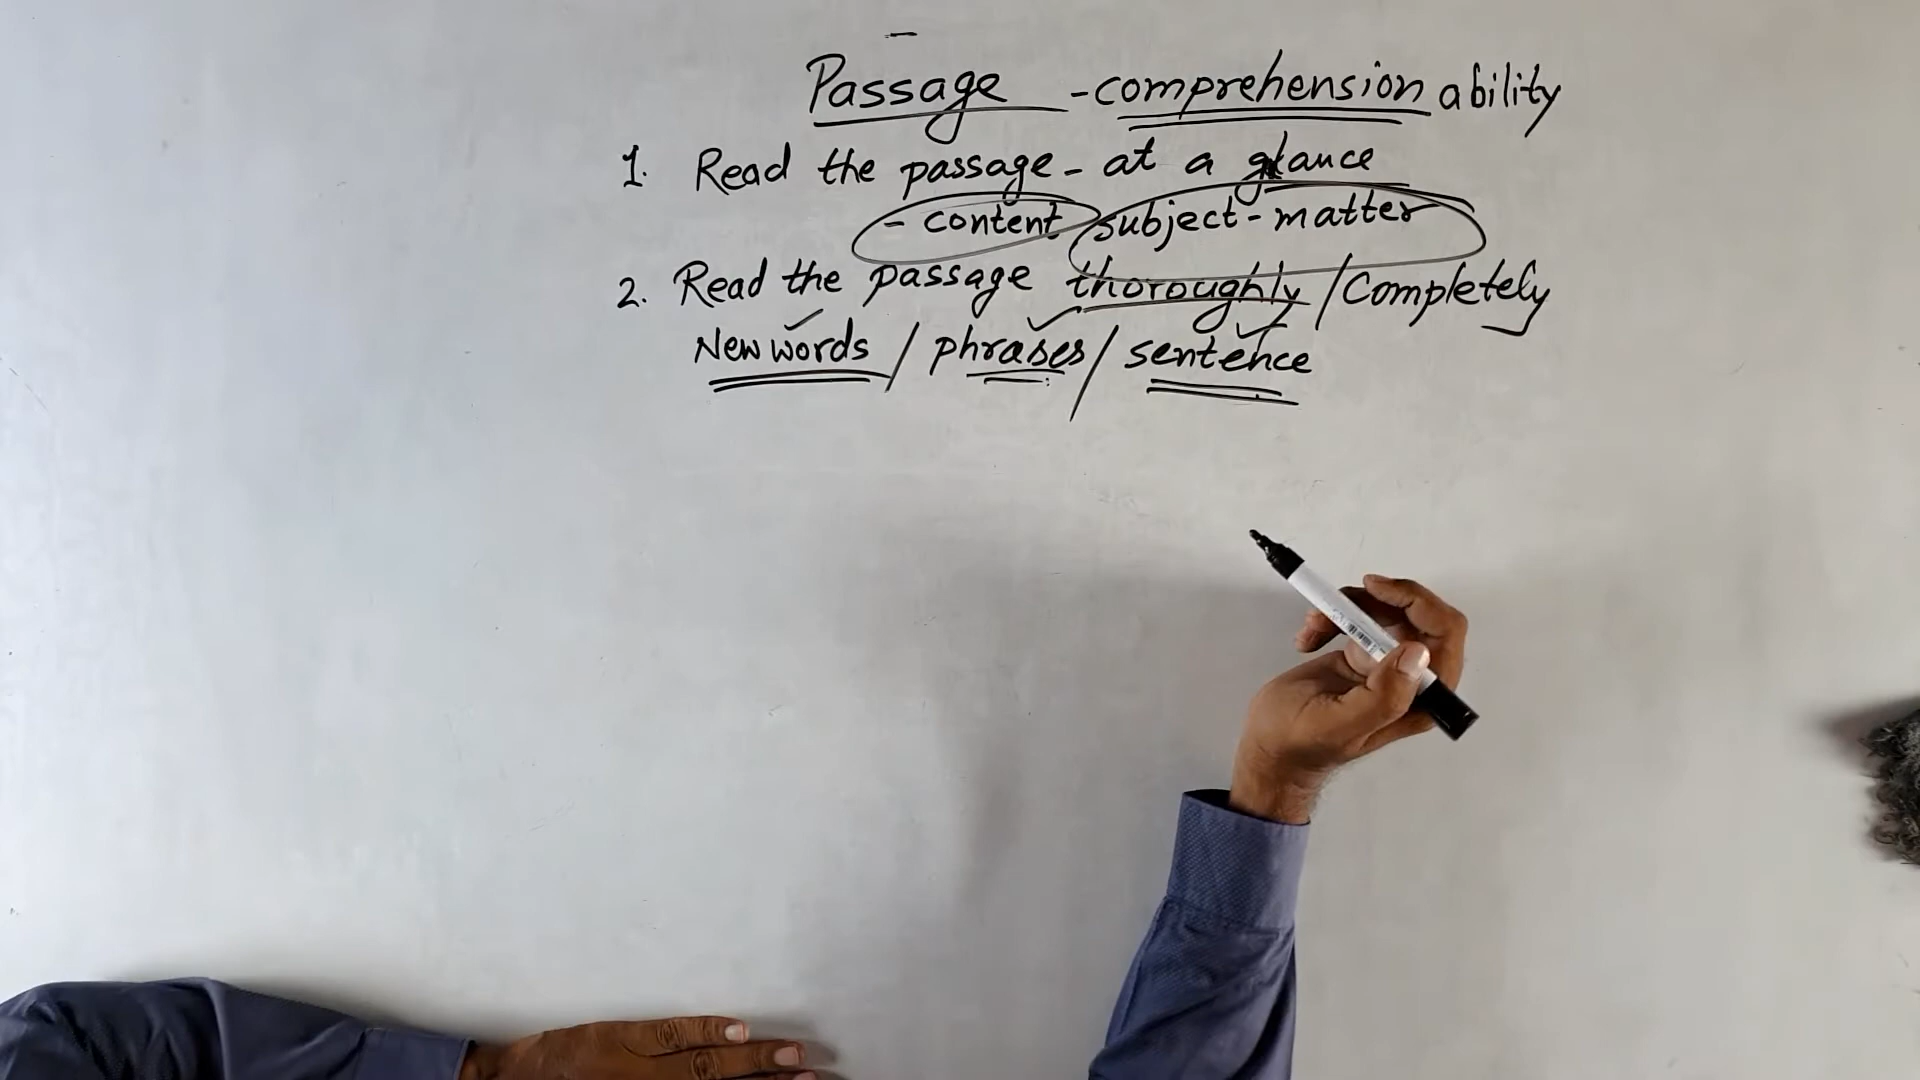 Passage - comprehension ability
1. Read the passage - at a glance
- content subject - matter
2. Read the passage thoroughly / Completely
New words / phrases / sentence